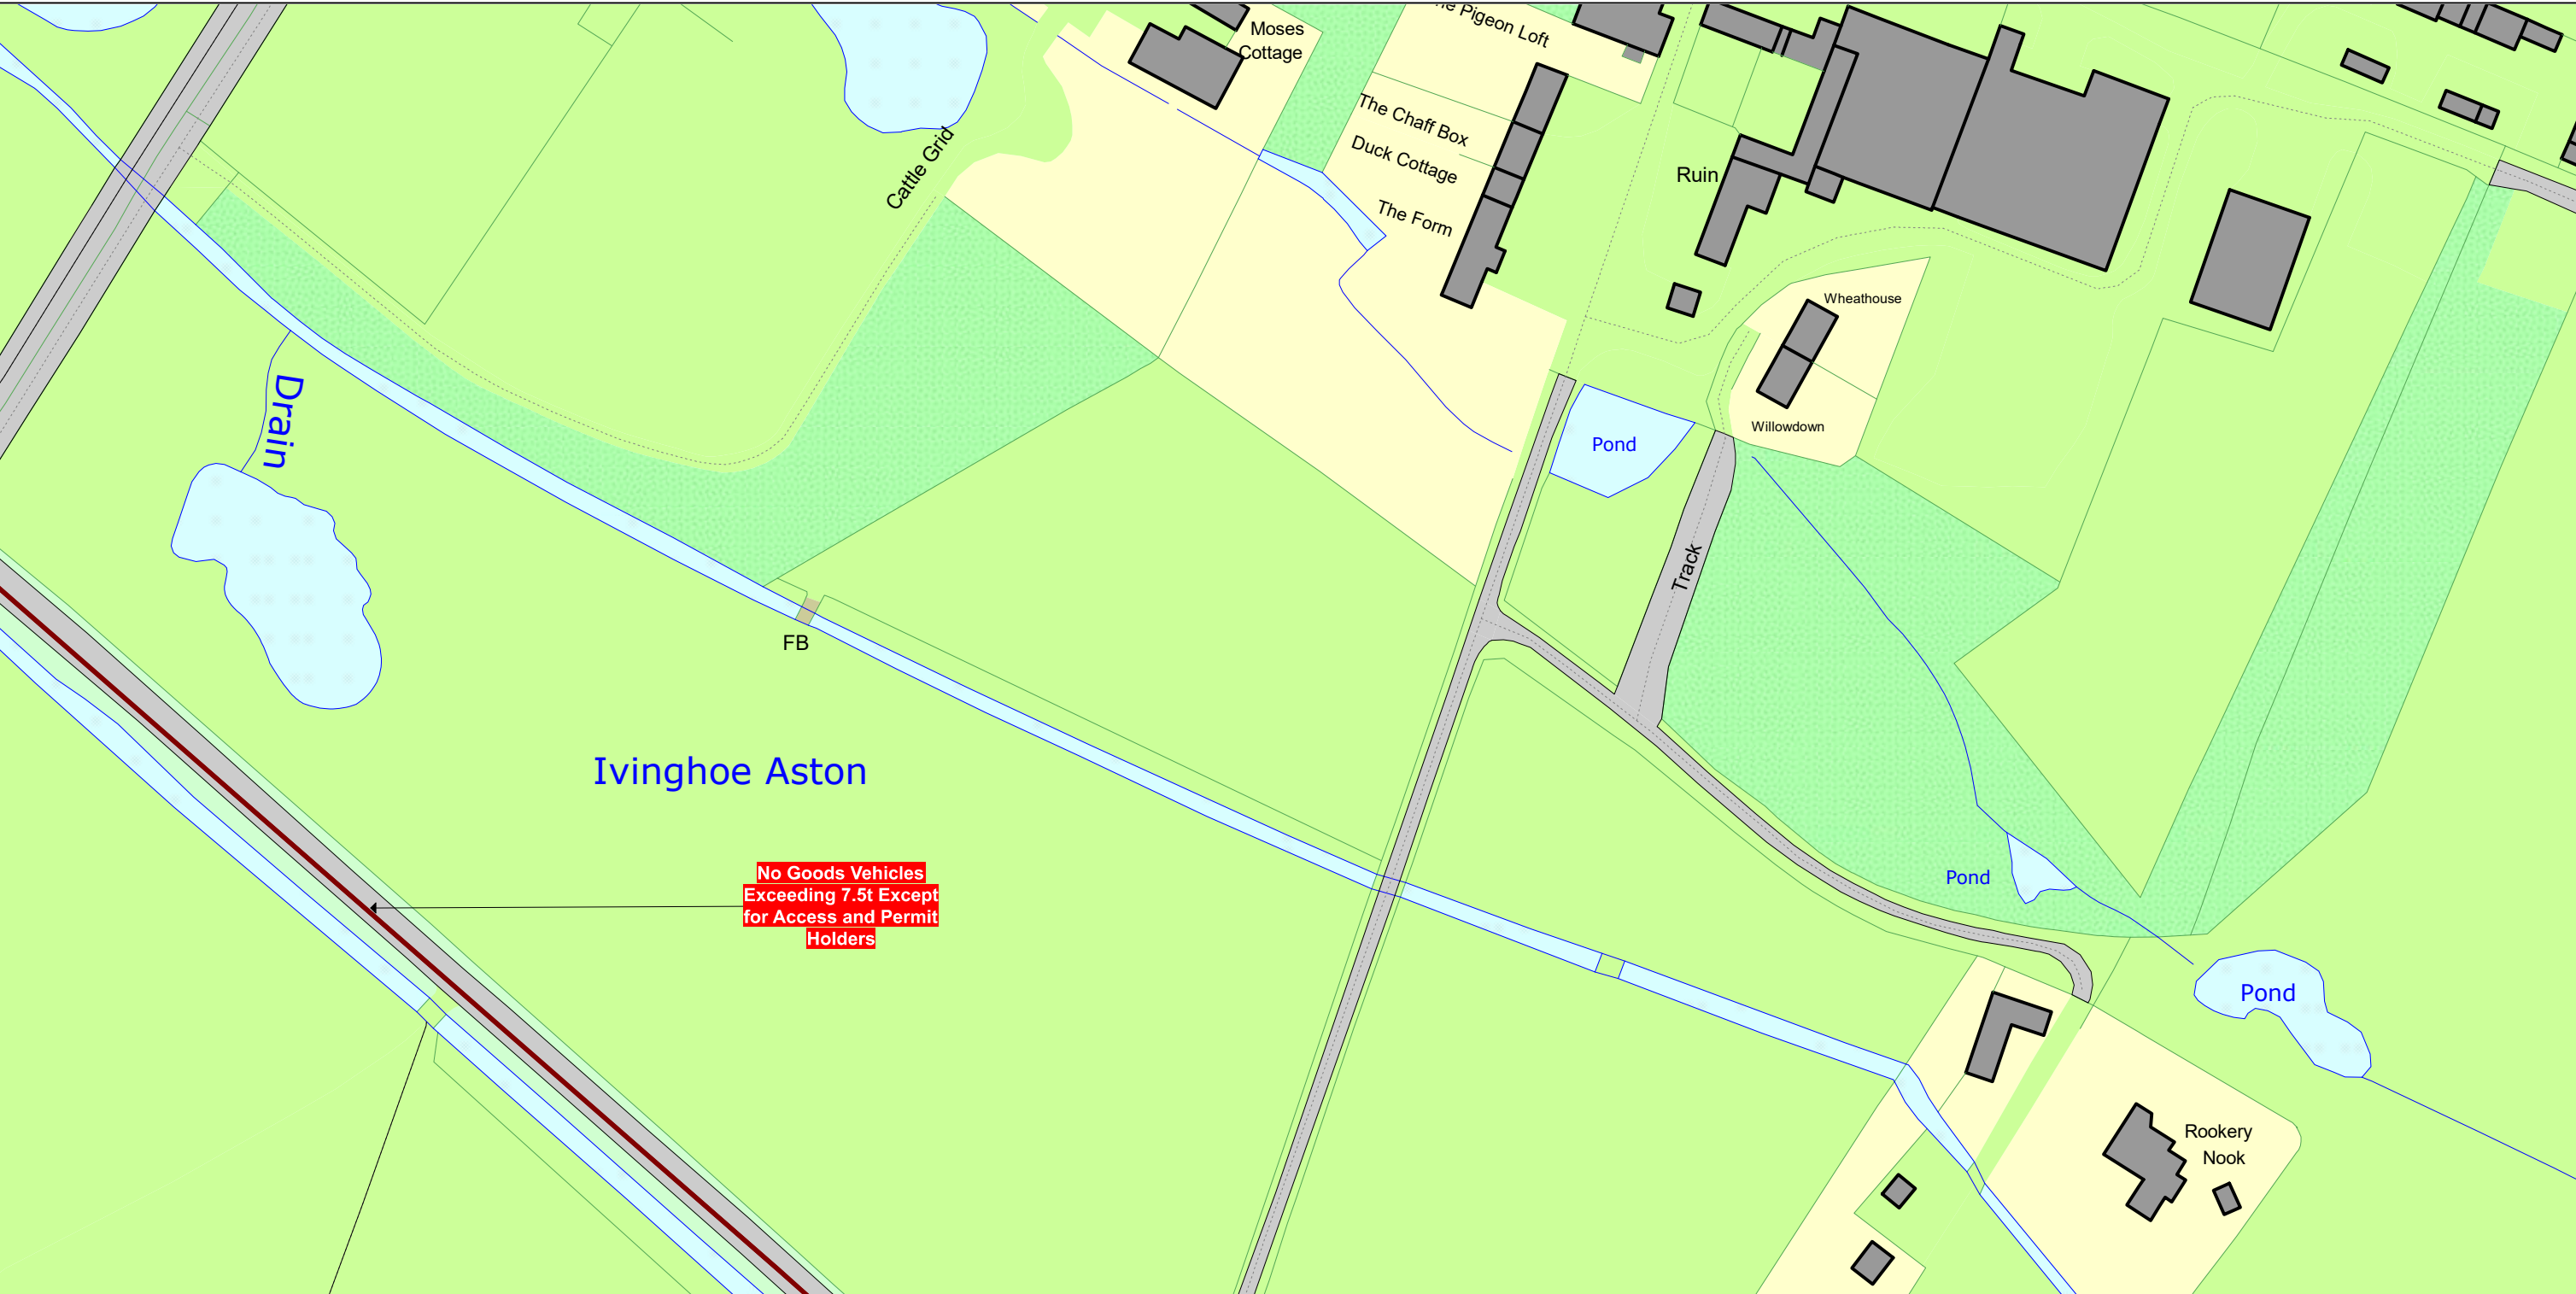 Moses
Cottage
Pigeon Loft
The Chaff Box
Duck Cottage
The Form
Cattle Grid
Ruin
Wheathouse
Willowdown
Drain
Pond
Track
FB
Ivinghoe Aston
No Goods Vehicles
Exceeding 7.5t Except
for Access and Permit
Holders
Pond
Pond
Rookery
Nook